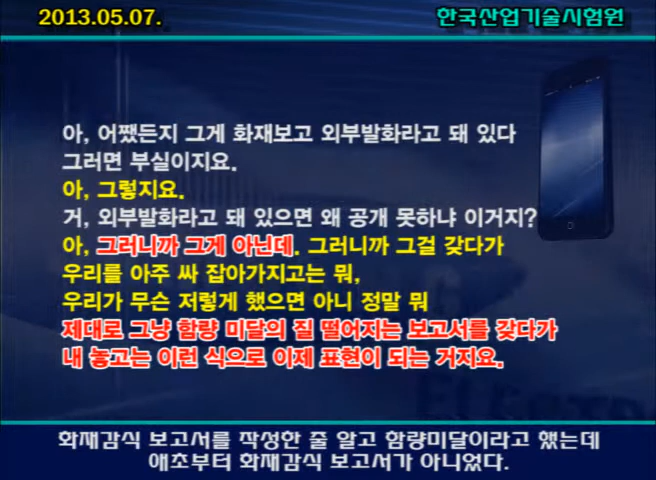 2013.05.07.
한국산업기술시험원
아, 어쨌든지 그게 화재보고 외부발화라고 돼 있다
그러면 부실이지요.
아, 그렇지요.
거, 외부발화라고 돼 있으면 왜 공개 못하냐 이거지?
아, 그러니까 그게 아닌데. 그러니까 그걸 갖다가
우리를 아주 싸 잡아가지고는 뭐,
우리가 무슨 저렇게 했으면 아니 정말 뭐
제대로 그냥 함량 미달의 질 떨어지는 보고서를 갖다가
내 놓고는 이런 식으로 이제 표현이 되는 거지요.
화재감식 보고서를 작성한 줄 알고 함량미달이라고 했는데
애초부터 화재감식 보고서가 아니었다.